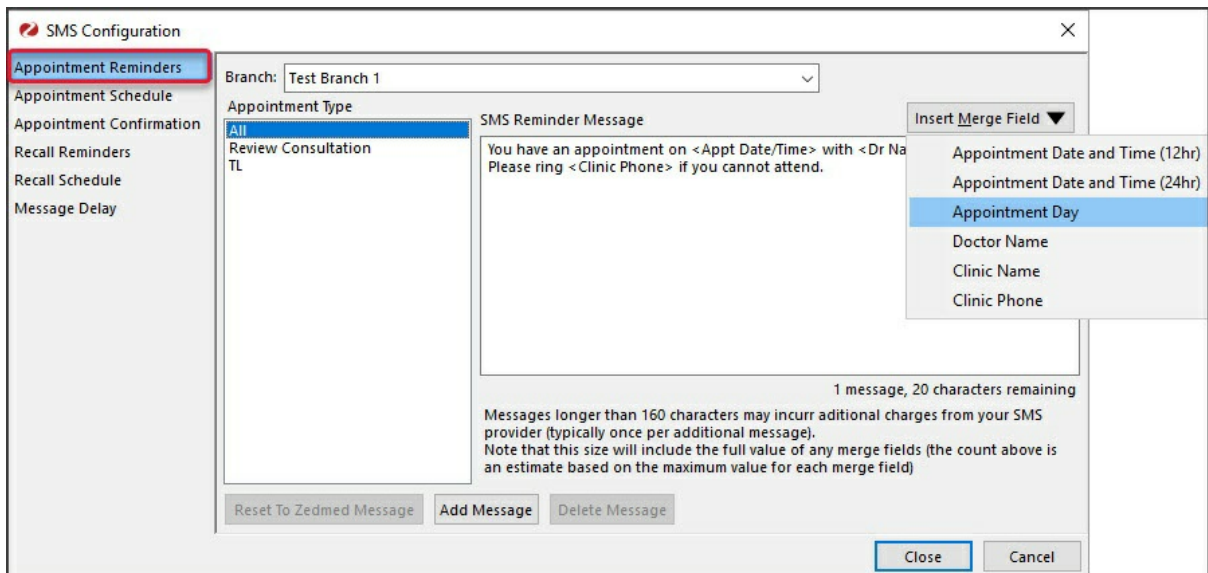 SMS Configuration
Appointment Reminders
Appointment Schedule
Appointment Confirmation
Recall Reminders
Recall Schedule
Message Delay
Branch: Test Branch 1
Appointment Type
All
Review Consultation
TL
SMS Reminder Message
Insert Merge Field
You have an appointment on <Appt Date/Time> with <Dr Na
Please ring <Clinic Phone> if you cannot attend.
Appointment Date and Time (12hr)
Appointment Date and Time (24hr)
Appointment Day
Doctor Name
Clinic Name
Clinic Phone
1 message, 20 characters remaining
Messages longer than 160 characters may incurr aditional charges from your SMS
provider (typically once per additional message).
Note that this size will include the full value of any merge fields (the count above is
an estimate based on the maximum value for each merge field)
Reset To Zedmed Message
Add Message
Delete Message
Close
Cancel